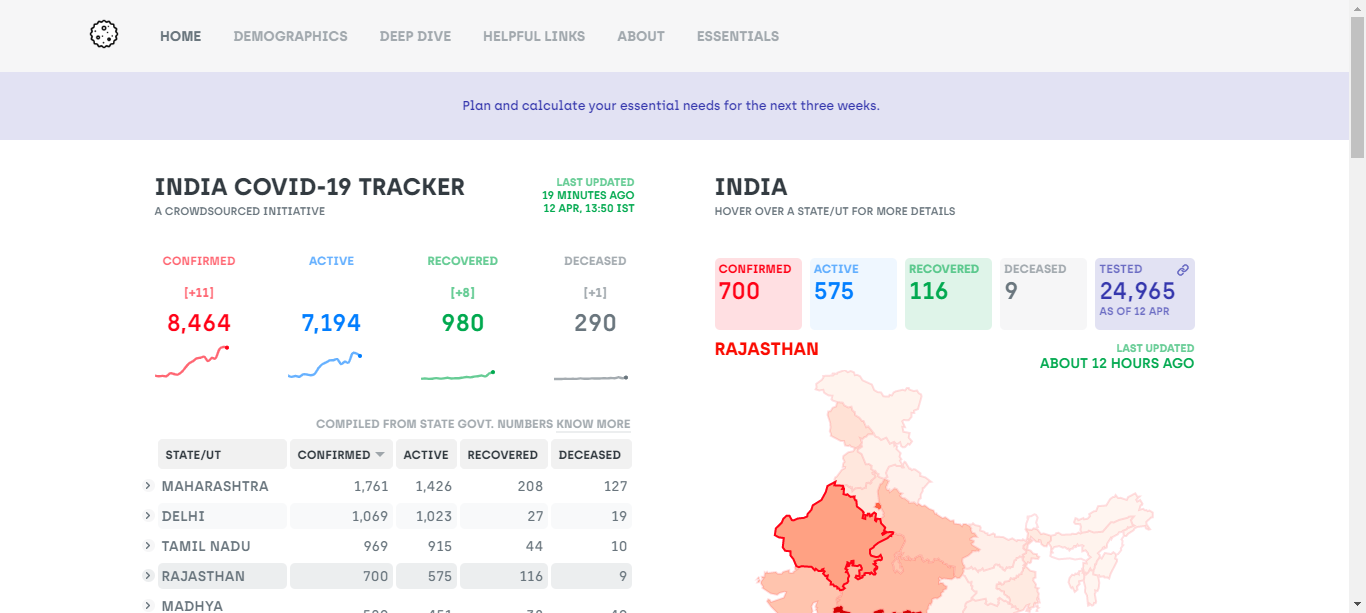 HOME DEMOGRAPHICS DEEP DIVE HELPFUL LINKS ABOUT ESSENTIALS
Plan and calculate your essential needs for the next three weeks.
INDIA COVID-19 TRACKER
A CROWDSOURCED INITIATIVE
LAST UPDATED
19 MINUTES AGO
12 APR, 13:50 IST
CONFIRMED ACTIVE RECOVERED DECEASED
[+11] [+8] [+1]
8,464 7,194 980 290
COMPILED FROM STATE GOVT. NUMBERS KNOW MORE
STATE/UT CONFIRMED ACTIVE RECOVERED DECEASED
MAHARASHTRA 1,761 1,426 208 127
DELHI 1,069 1,023 27 19
TAMIL NADU 969 915 44 10
RAJASTHAN 700 575 116 9
MADHYA
INDIA
HOVER OVER A STATE/UT FOR MORE DETAILS
CONFIRMED ACTIVE RECOVERED DECEASED TESTED
700 575 116 9 24,965
AS OF 12 APR
RAJASTHAN
LAST UPDATED
ABOUT 12 HOURS AGO